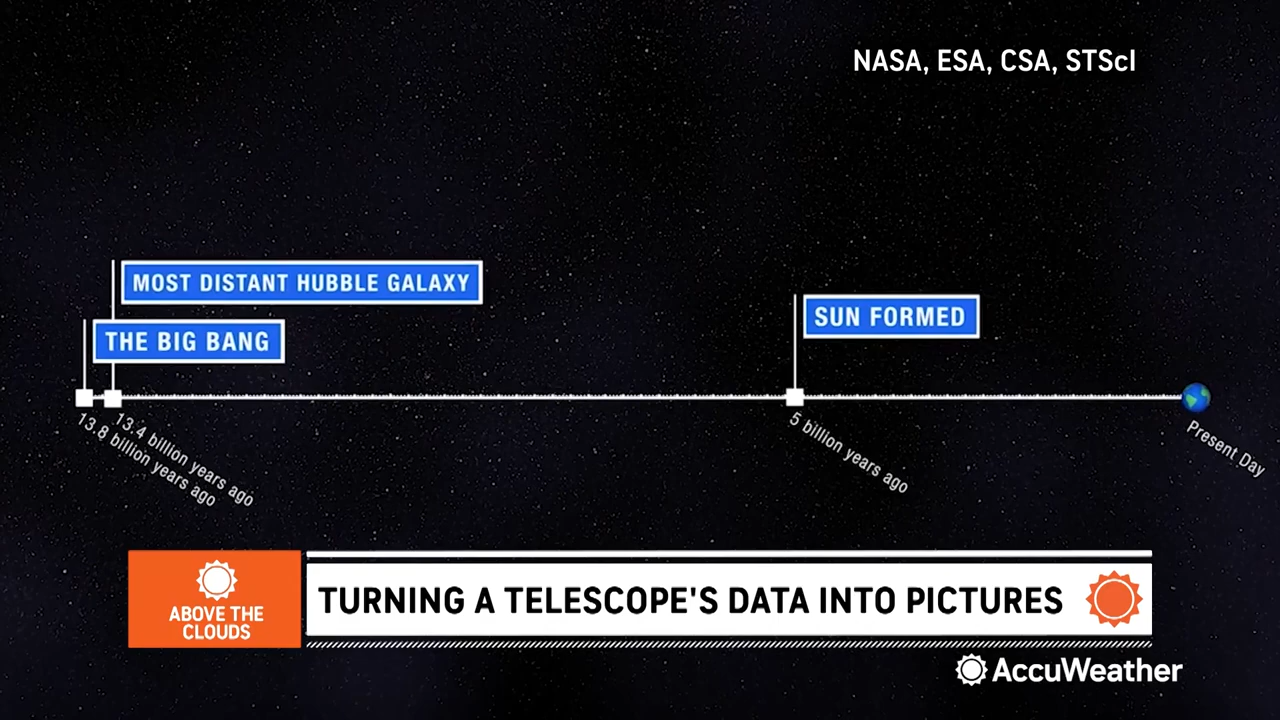 NASA, ESA, CSA, STScI
MOST DISTANT HUBBLE GALAXY
THE BIG BANG
SUN FORMED
13.8 billion years ago
13.4 billion years ago
5 billion years ago
Present Day
ABOVE THE
CLOUDS
TURNING A TELESCOPE'S DATA INTO PICTURES
AccuWeather